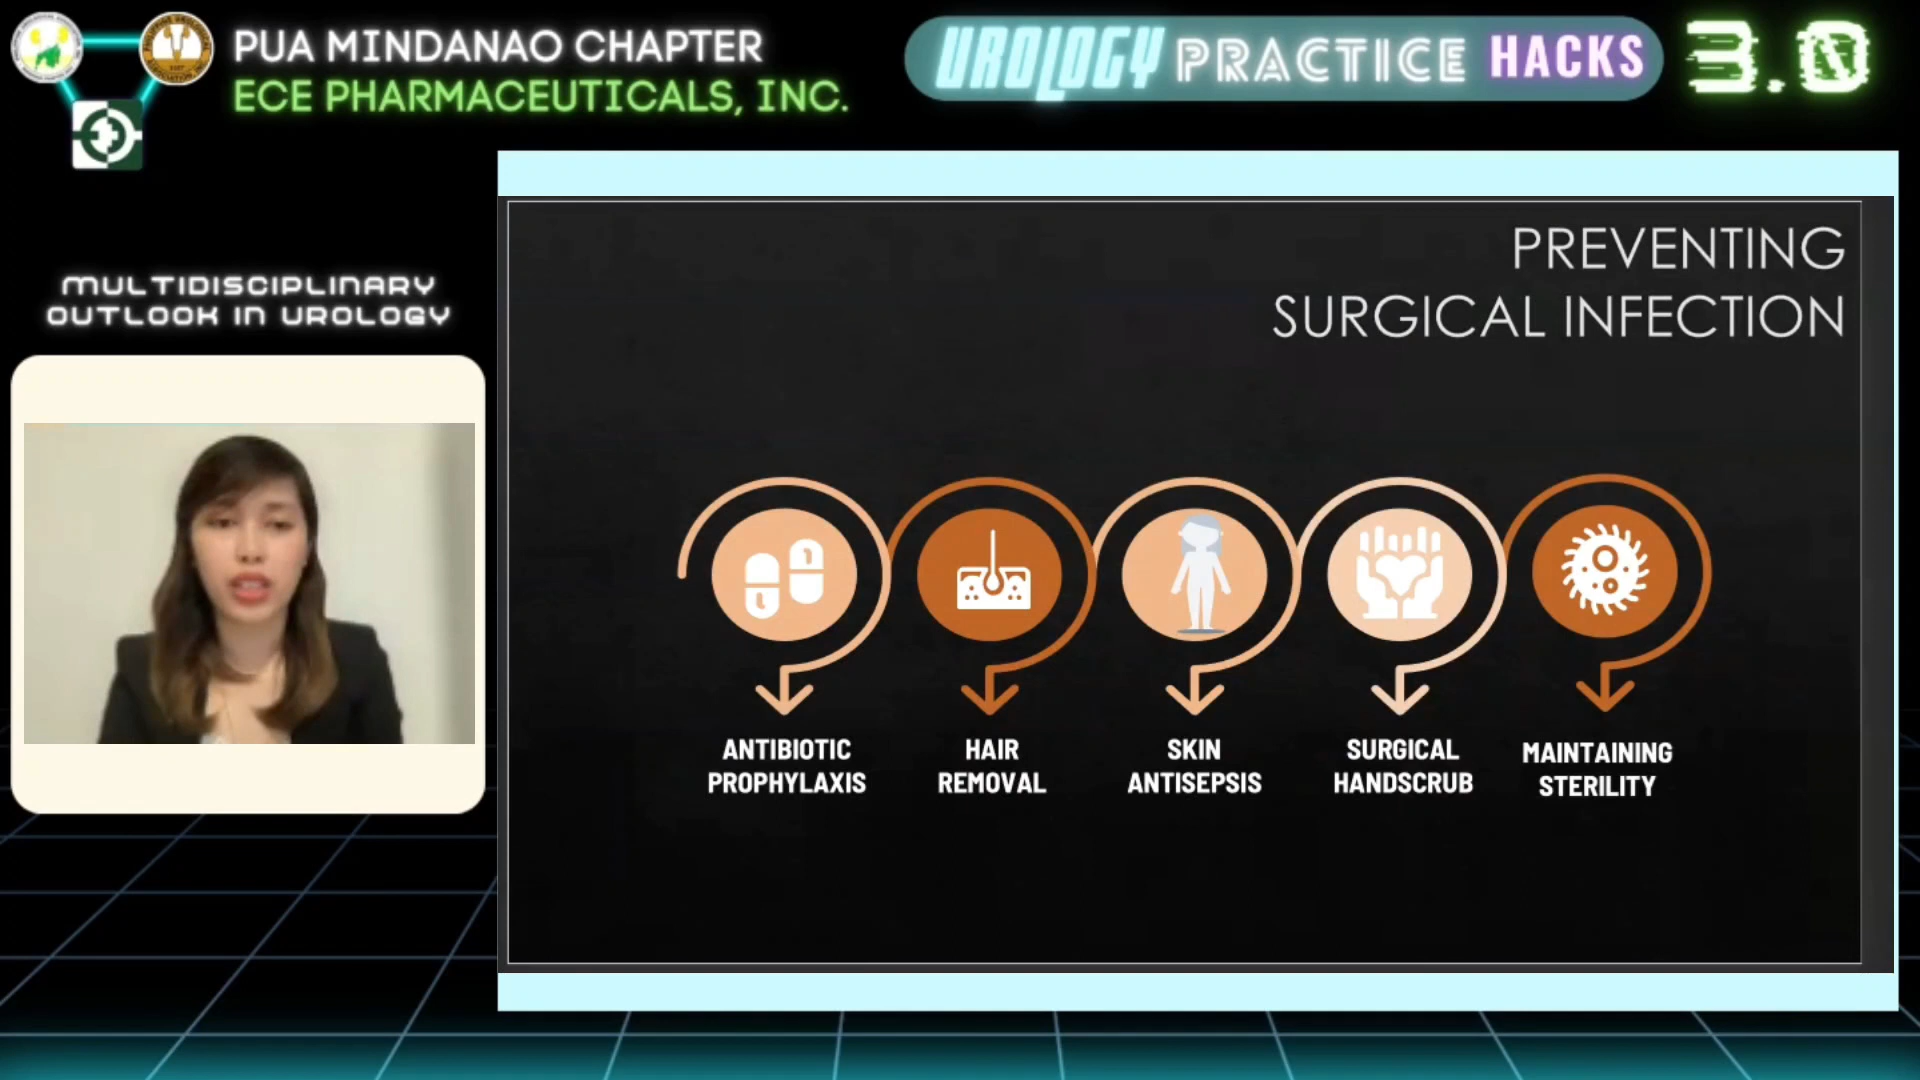 PUA MINDANAO CHAPTER
ECE PHARMACEUTICALS, INC.
UROLOGY PRACTICE HACKS 3.0
MULTIDISCIPLINARY
OUTLOOK IN UROLOGY
PREVENTING
SURGICAL INFECTION
ANTIBIOTIC
PROPHYLAXIS
HAIR
REMOVAL
SKIN
ANTISEPSIS
SURGICAL
HANDSCRUB
MAINTAINING
STERILITY